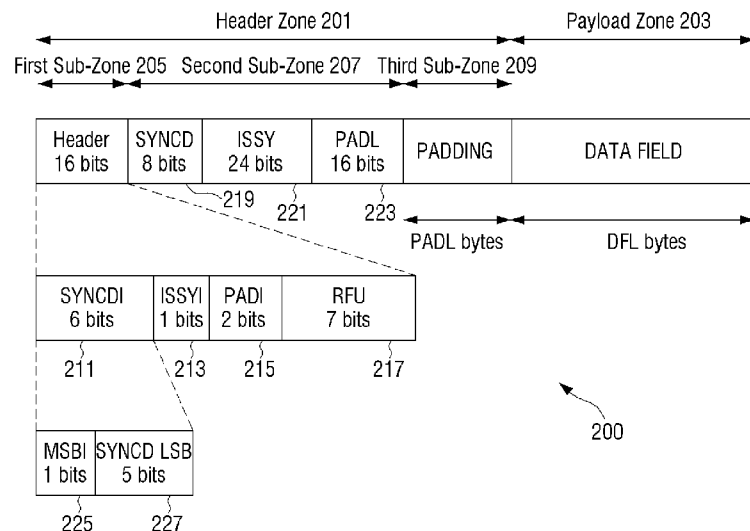 Header Zone 201
Payload Zone 203
First Sub-Zone 205
Second Sub-Zone 207
Third Sub-Zone 209
Header
16 bits
SYNCD
8 bits
ISSY
24 bits
PADL
16 bits
PADDING
DATA FIELD
219
221
223
PADL bytes
DFL bytes
SYNCDI
6 bits
ISSYI
1 bits
PADI
2 bits
RFU
7 bits
211
213
215
217
MSBI
1 bits
SYNCD LSB
5 bits
225
227
200